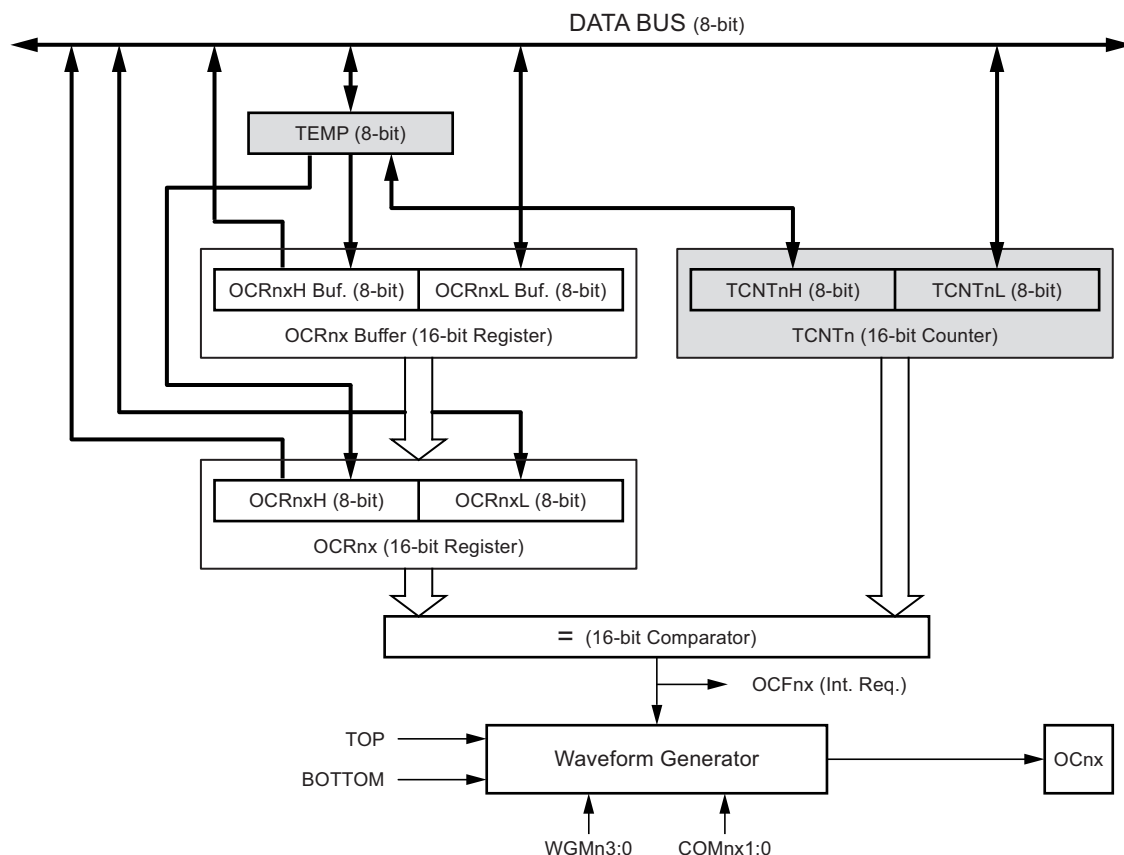 DATA BUS (8-bit)
TEMP (8-bit)
OCRnxH Buf. (8-bit)
OCRnxL Buf. (8-bit)
TCNTnH (8-bit)
TCNTnL (8-bit)
OCRnx Buffer (16-bit Register)
TCNTn (16-bit Counter)
OCRnxH (8-bit)
OCRnxL (8-bit)
OCRnx (16-bit Register)
= (16-bit Comparator)
OCFnx (Int. Req.)
TOP
BOTTOM
Waveform Generator
OCnx
WGMn3:0
COMnx1:0